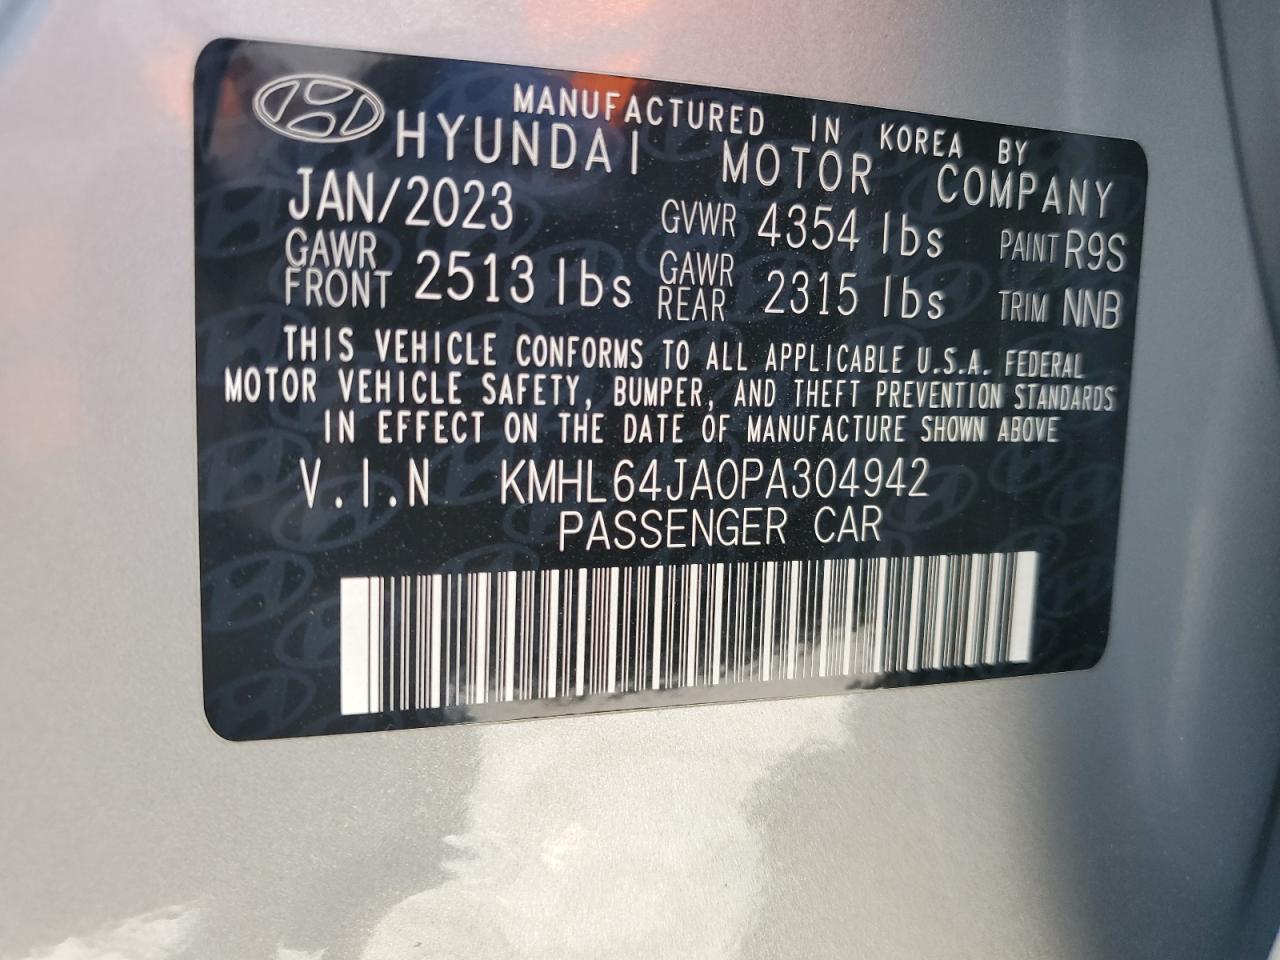 MANUFACTURED IN KOREA BY
HYUNDAI MOTOR COMPANY
JAN/2023 GVWR 4354 lbs PAINT R9S
GAWR FRONT 2513 lbs GAWR REAR 2315 lbs TRIM NNB
THIS VEHICLE CONFORMS TO ALL APPLICABLE U.S.A. FEDERAL
MOTOR VEHICLE SAFETY, BUMPER, AND THEFT PREVENTION STANDARDS
IN EFFECT ON THE DATE OF MANUFACTURE SHOWN ABOVE
V.I.N KMHL64JA0PA304942
PASSENGER CAR